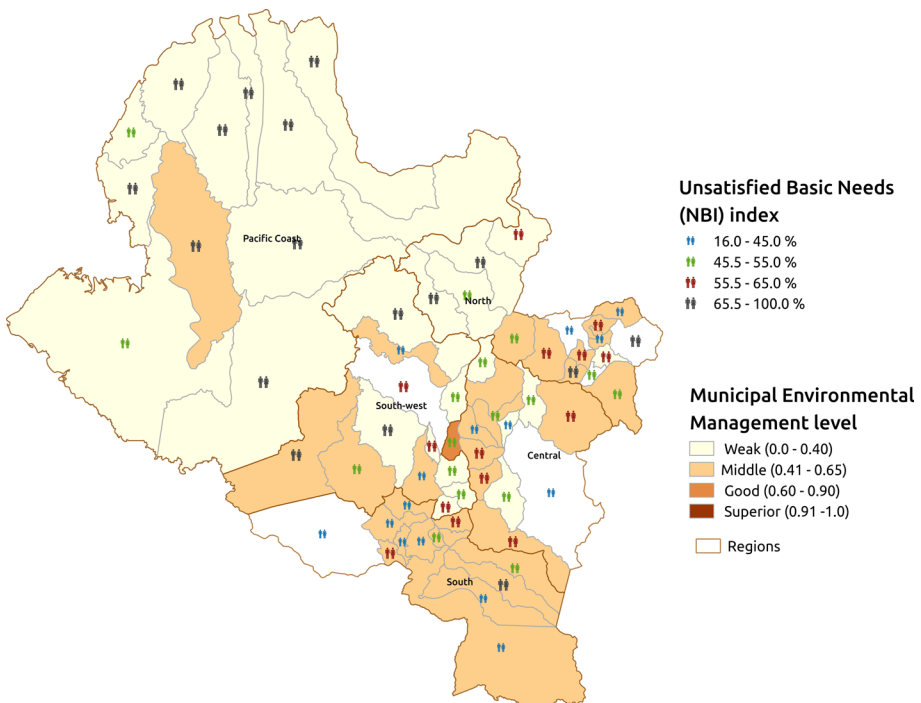 Pacific Coast
North
South-west
Central
South
Unsatisfied Basic Needs
(NBI) index
16.0 - 45.0 %
45.5 - 55.0 %
55.5 - 65.0 %
65.5 - 100.0 %
Municipal Environmental
Management level
Weak (0.0 - 0.40)
Middle (0.41 - 0.65)
Good (0.60 - 0.90)
Superior (0.91 -1.0)
Regions